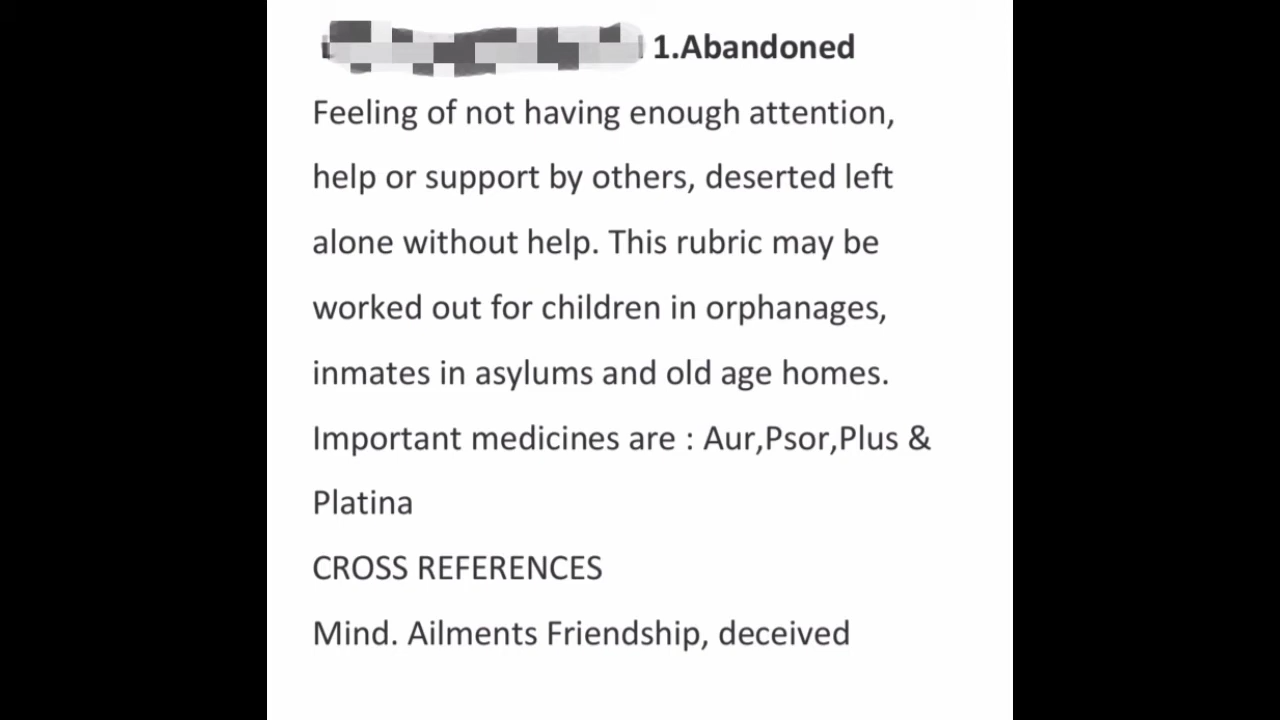 1.Abandoned
Feeling of not having enough attention,
help or support by others, deserted left
alone without help. This rubric may be
worked out for children in orphanages,
inmates in asylums and old age homes.
Important medicines are : Aur,Psor,Plus &
Platina
CROSS REFERENCES
Mind. Ailments Friendship, deceived